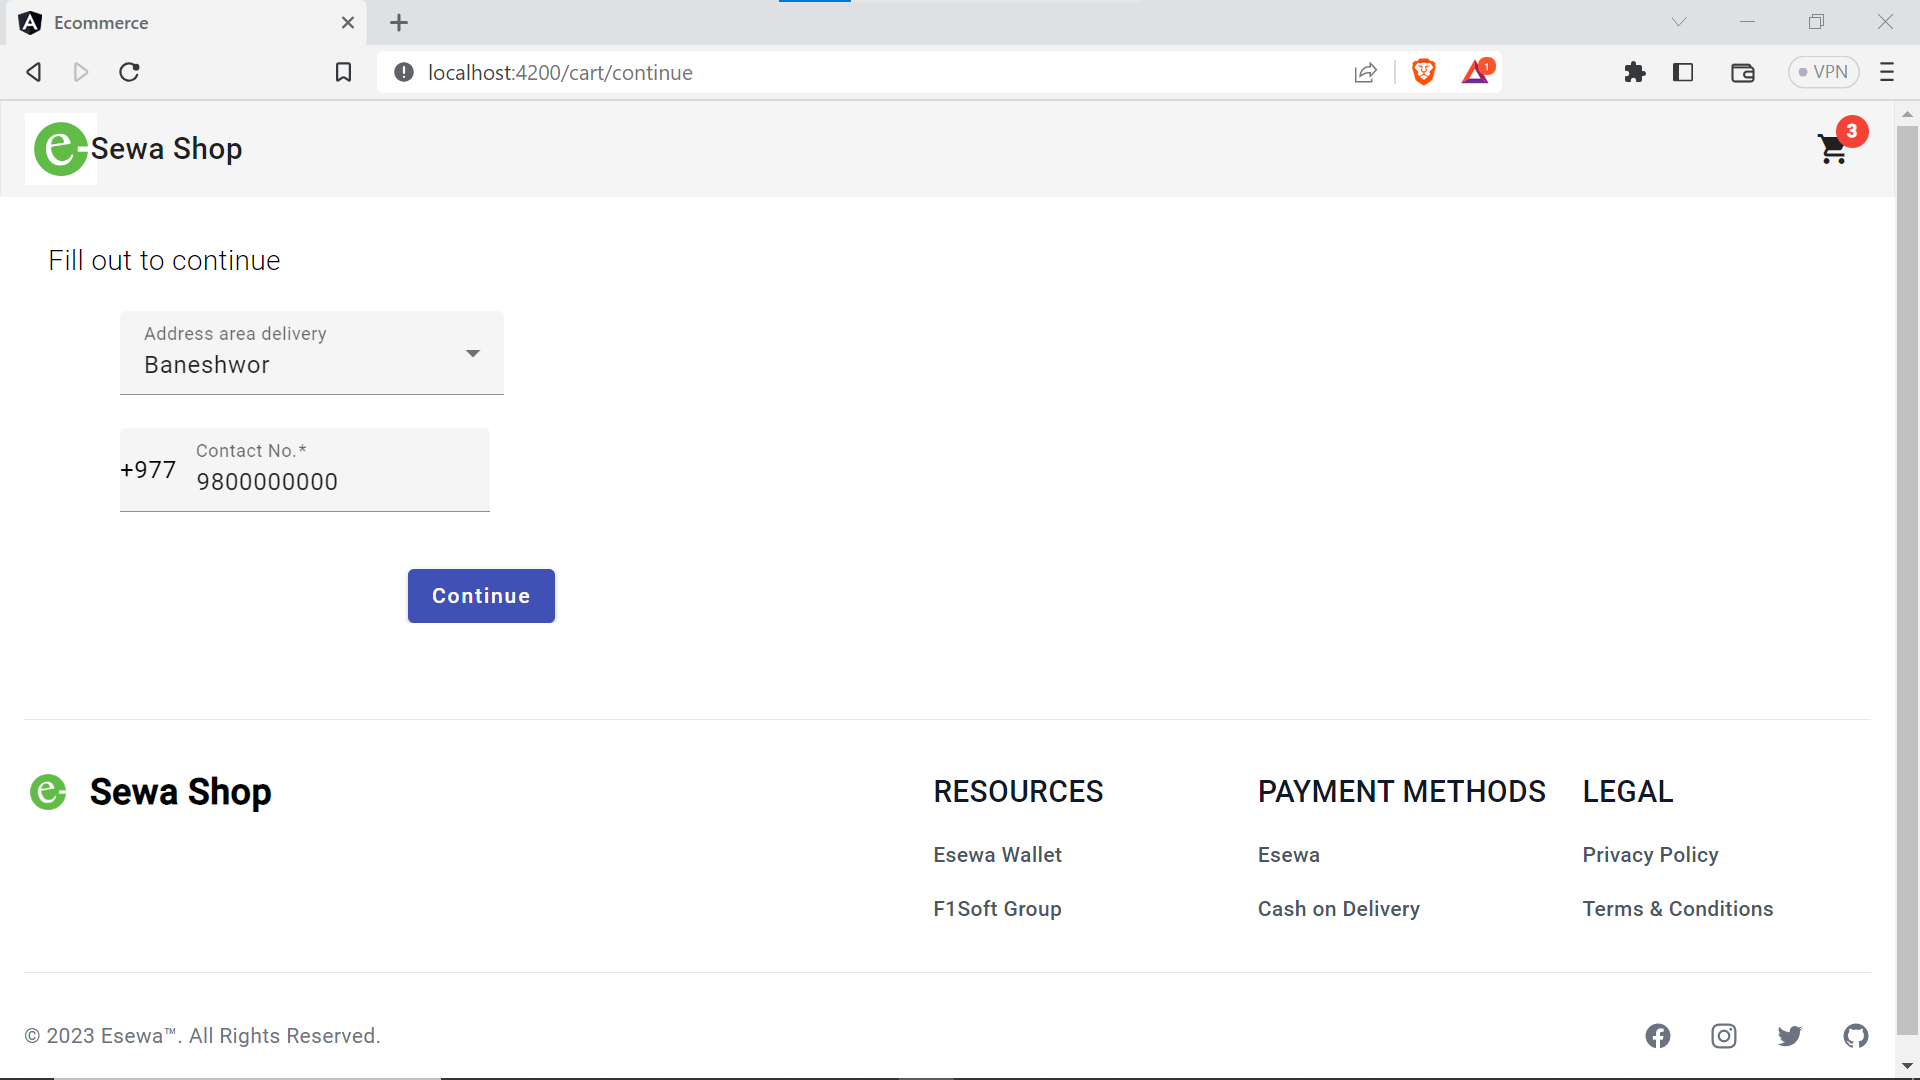 Ecommerce
localhost:4200/cart/continue
1
VPN
e
Sewa Shop
3
Fill out to continue
Address area delivery
Baneshwor
+977
Contact No.*
9800000000
Continue
e
Sewa Shop
RESOURCES
Esewa Wallet
F1Soft Group
PAYMENT METHODS
Esewa
Cash on Delivery
LEGAL
Privacy Policy
Terms & Conditions
© 2023 Esewa™. All Rights Reserved.